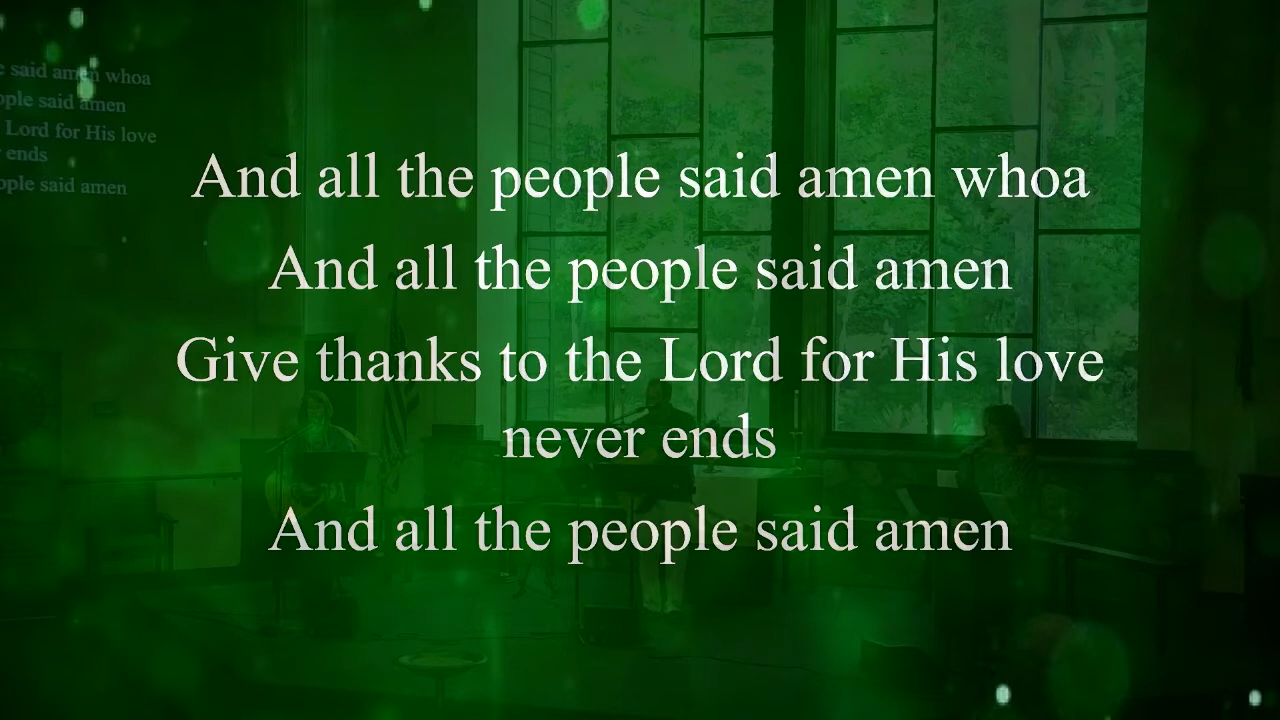 e said amen whoa
ople said amen
Lord for His love
ends
ople said amen
And all the people said amen whoa
And all the people said amen
Give thanks to the Lord for His love
never ends
And all the people said amen